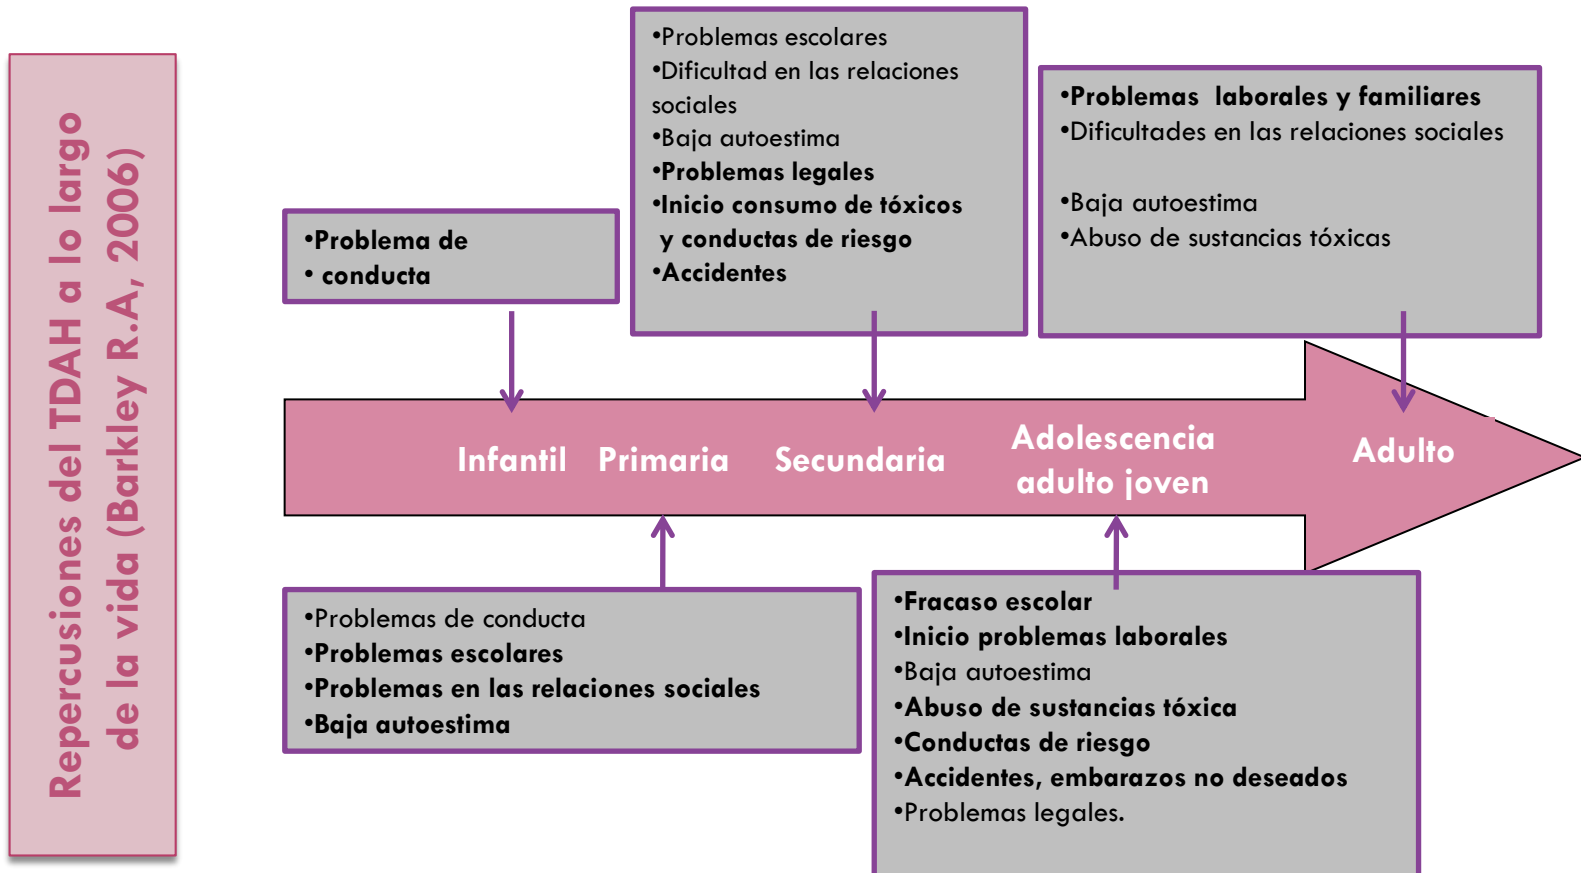 Repercusiones del TDAH a lo largo
de la vida (Barkley R.A, 2006)
•Problema de
• conducta
•Problemas escolares
•Dificultad en las relaciones
sociales
•Baja autoestima
•Problemas legales
•Inicio consumo de tóxicos
y conductas de riesgo
•Accidentes
•Problemas  laborales y familiares
•Dificultades en las relaciones sociales
•Baja autoestima
•Abuso de sustancias tóxicas
Infantil
Primaria
Secundaria
Adolescencia
adulto joven
Adulto
•Problemas de conducta
•Problemas escolares
•Problemas en las relaciones sociales
•Baja autoestima
•Fracaso escolar
•Inicio problemas laborales
•Baja autoestima
•Abuso de sustancias tóxica
•Conductas de riesgo
•Accidentes, embarazos no deseados
•Problemas legales.